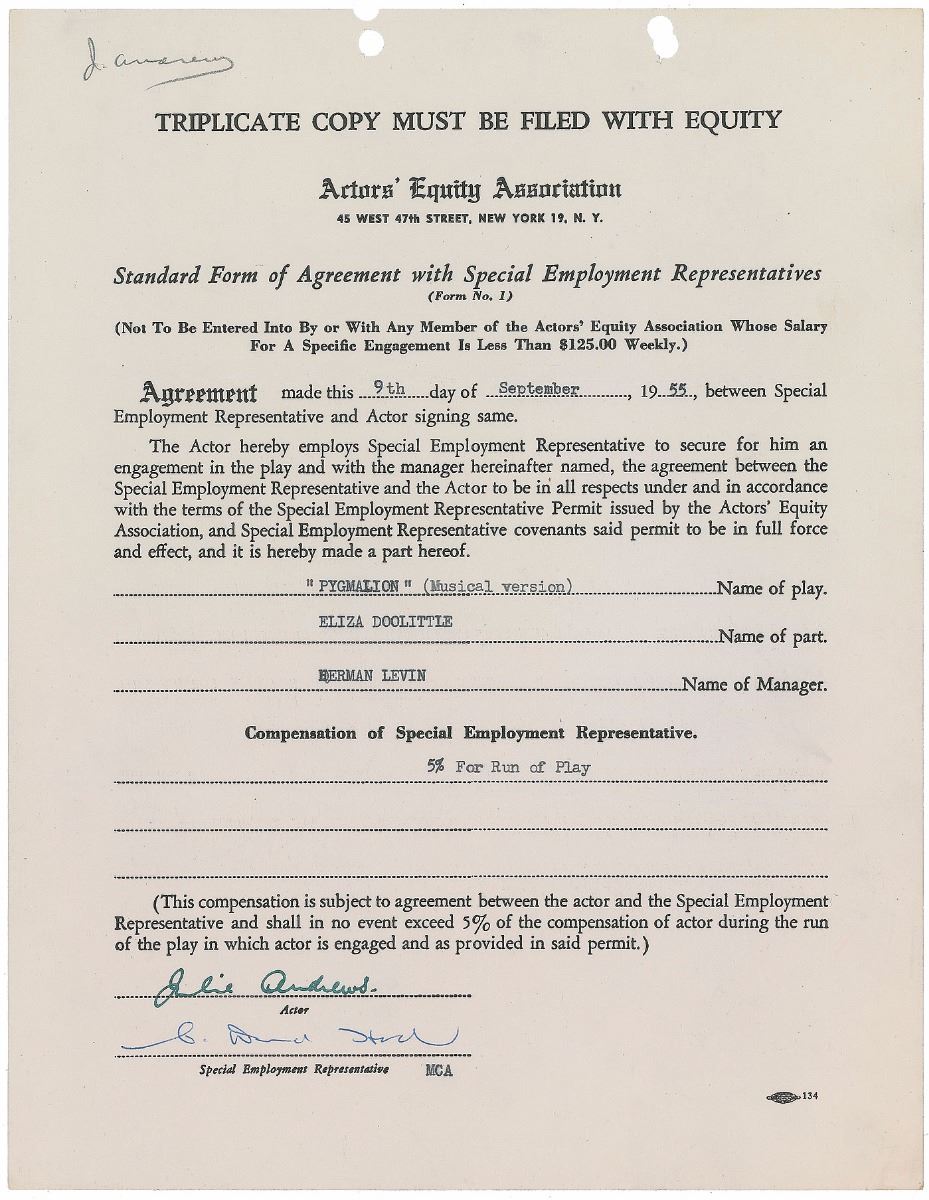 J. Andrews
TRIPLICATE COPY MUST BE FILED WITH EQUITY
Actors' Equity Association
45 WEST 47th STREET, NEW YORK 19, N. Y.
Standard Form of Agreement with Special Employment Representatives
(Form No. 1)
(Not To Be Entered Into By or With Any Member of the Actors' Equity Association Whose Salary
For A Specific Engagement Is Less Than $125.00 Weekly.)
Agreement made this 9th day of September, 1955, between Special
Employment Representative and Actor signing same.
The Actor hereby employs Special Employment Representative to secure for him an
engagement in the play and with the manager hereinafter named, the agreement between the
Special Employment Representative and the Actor to be in all respects under and in accordance
with the terms of the Special Employment Representative Permit issued by the Actors' Equity
Association, and Special Employment Representative covenants said permit to be in full force
and effect, and it is hereby made a part hereof.
"PYGMALION" (Musical version) Name of play.
ELIZA DOOLITTLE
Name of part.
HERMAN LEVIN
Name of Manager.
Compensation of Special Employment Representative.
5% For Run of Play
(This compensation is subject to agreement between the actor and the Special Employment
Representative and shall in no event exceed 5% of the compensation of actor during the run
of the play in which actor is engaged and as provided in said permit.)
Julie Andrews.
Actor
Special Employment Representative MCA
134